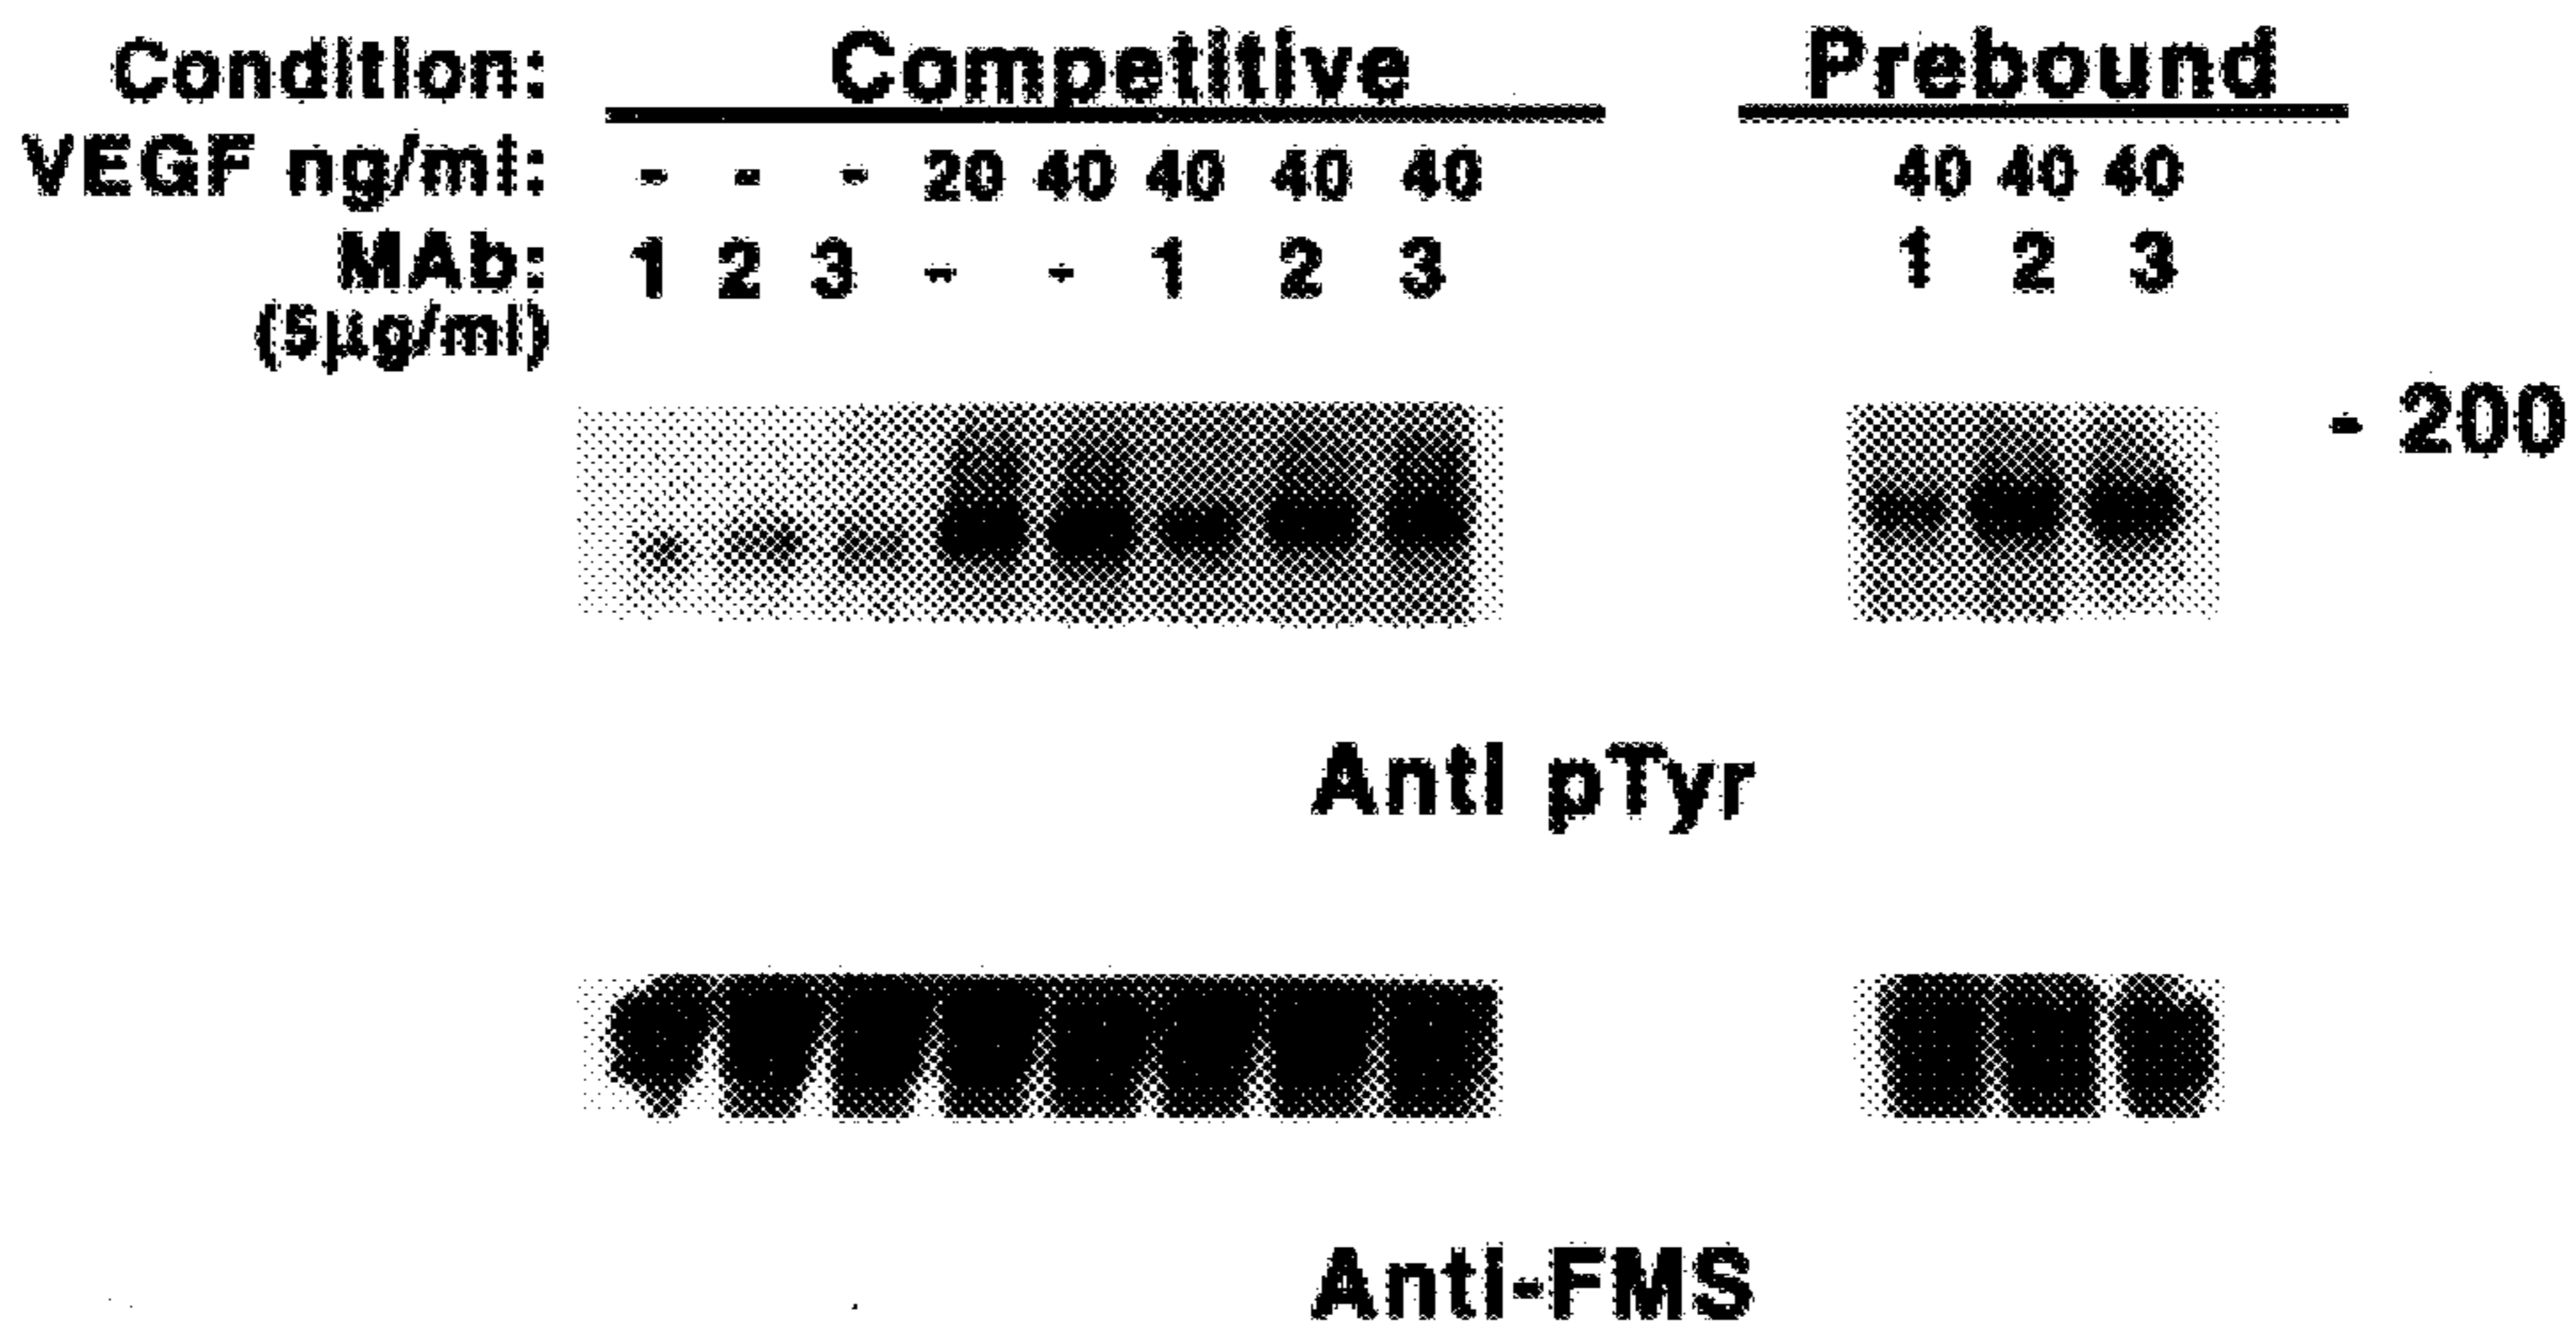 Condition: Competitive Prebound
VEGF ng/ml: - - - 20 40 40 40 40 40 40 40
MAb: 1 2 3 - - 1 2 3 1 2 3
(5µg/ml)
- 200
Anti pTyr
Anti-FMS